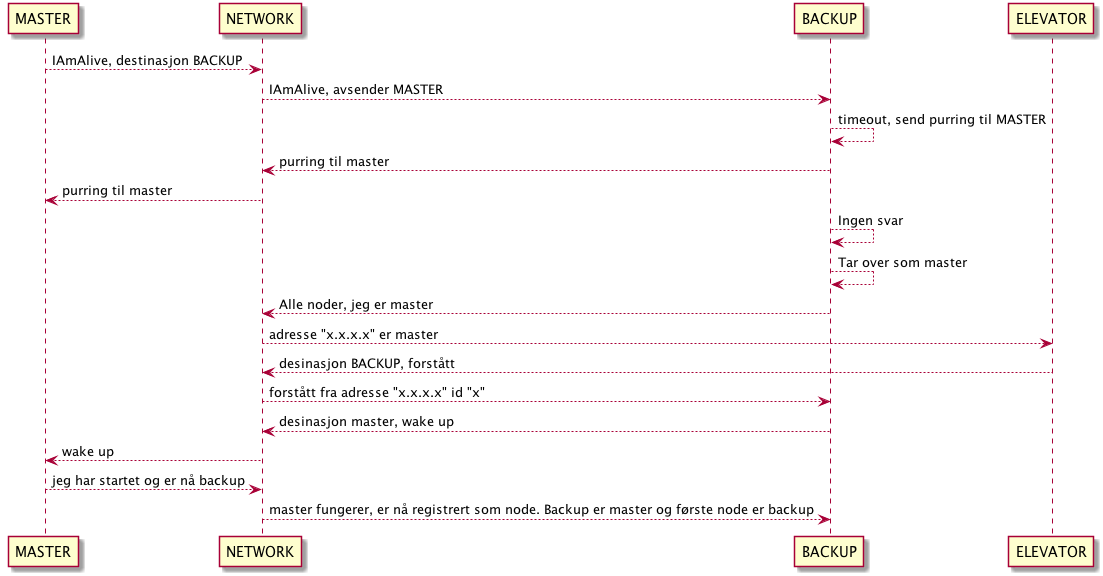 MASTER NETWORK BACKUP ELEVATOR
IAmAlive, destinasjon BACKUP
IAmAlive, avsender MASTER
timeout, send purring til MASTER
purring til master
purring til master
Ingen svar
Tar over som master
Alle noder, jeg er master
adresse "x.x.x.x" er master
desinasjon BACKUP, forstått
forstått fra adresse "x.x.x.x" id "x"
desinasjon master, wake up
wake up
jeg har startet og er nå backup
master fungerer, er nå registrert som node. Backup er master og første node er backup
MASTER NETWORK BACKUP ELEVATOR